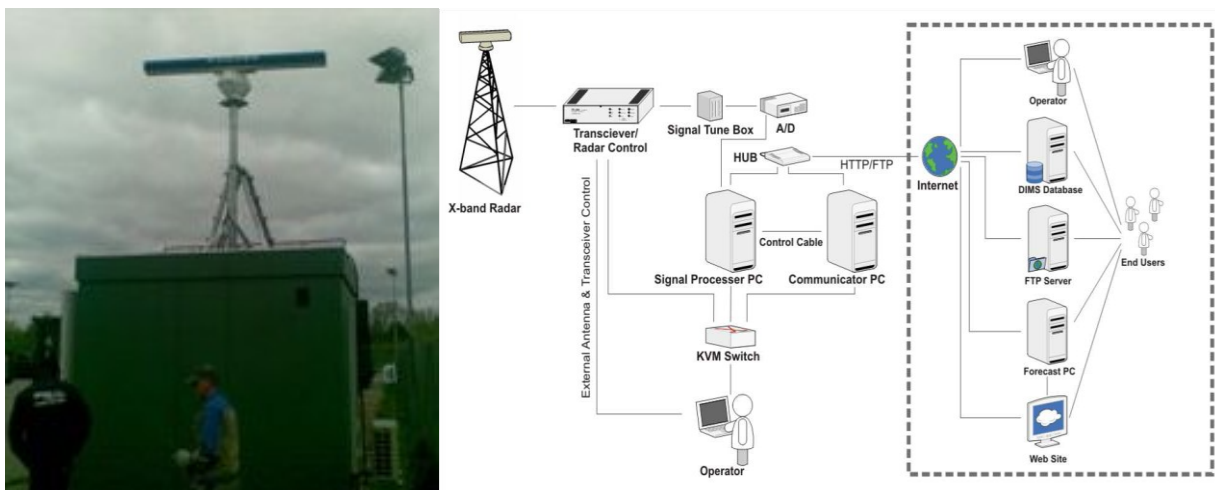 X-band Radar
Transciever/
Radar Control
Signal Tune Box
A/D
HUB
HTTP/FTP
External Antenna & Transceiver Control
Signal Processer PC
Control Cable
Communicator PC
KVM Switch
Operator
Internet
Operator
DIMS Database
FTP Server
End Users
Forecast PC
Web Site